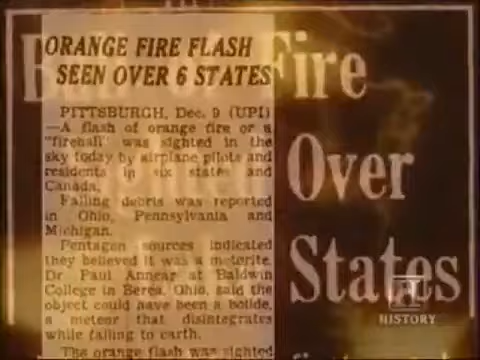 ORANGE FIRE FLASH
SEEN OVER 6 STATES
PITTSBURGH, Dec. 9 (UPI)
—A flash of orange fire or a
"fireball" was sighted in the
sky today by airplane pilots and
residents in six states and
Canada.
Falling debris was reported
in Ohio, Pennsylvania and
Michigan.
Pentagon sources indicated
they believed it was a meteorite.
Dr. Paul Annear at Baldwin
College in Berea, Ohio, said the
object could have been a bolide,
a meteor that disintegrates
while falling to earth.
The orange flash was sighted
Fire
Over
States
H
HISTORY